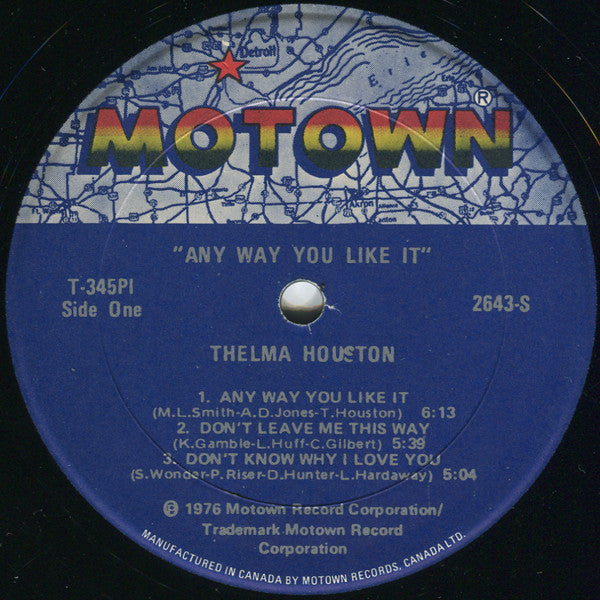 Detroit
Erie
MOTOWN®
Akron
"ANY WAY YOU LIKE IT"
T-345P1
Side One
2643-S
THELMA HOUSTON
1. ANY WAY YOU LIKE IT
(M.L.Smith-A.D.Jones-T.Houston) 6:13
2. DON'T LEAVE ME THIS WAY
(K.Gamble-L.Huff-C.Gilbert) 5:39
3. DON'T KNOW WHY I LOVE YOU
(S.Wonder-P.Riser-D.Hunter-L.Hardaway) 5:04
℗ 1976 Motown Record Corporation/
Trademark Motown Record
Corporation
MANUFACTURED IN CANADA BY MOTOWN RECORDS, CANADA LTD.